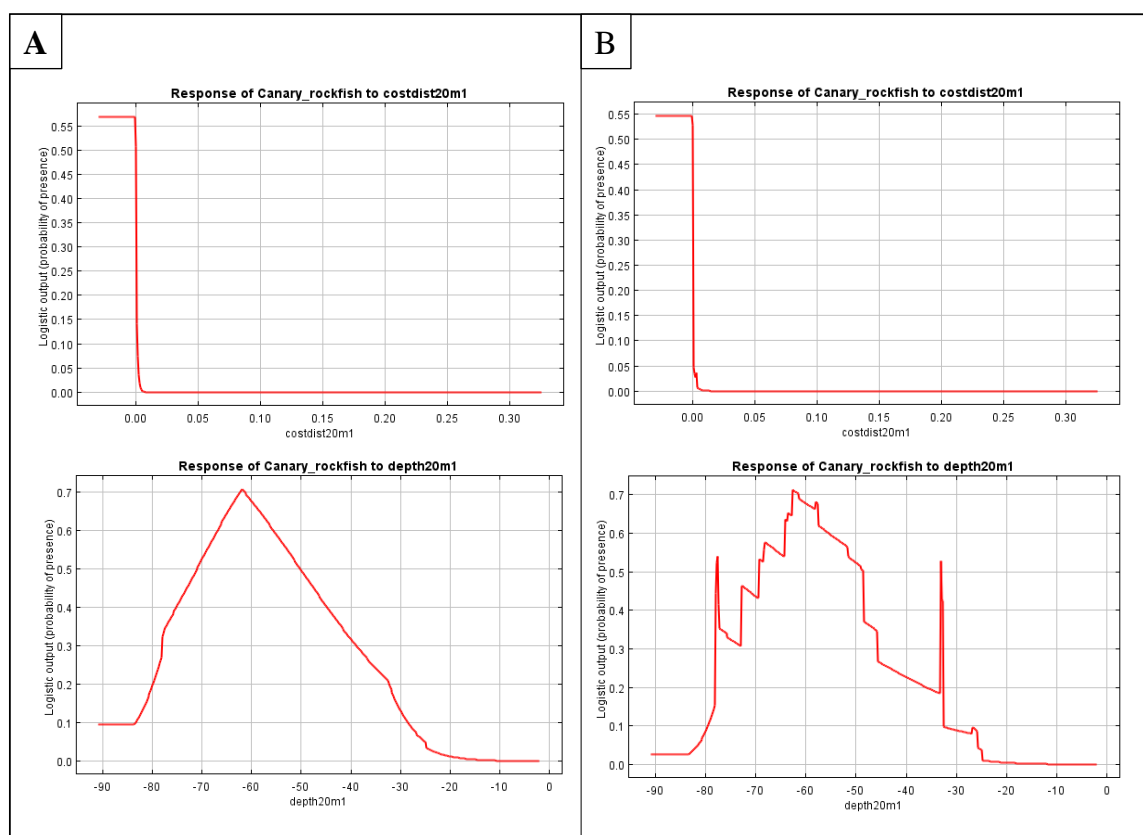 A
Response of Canary_rockfish to costdist20m1
Logistic output (probability of presence)
0.55
0.50
0.45
0.40
0.35
0.30
0.25
0.20
0.15
0.10
0.05
0.00
0.00 0.05 0.10 0.15 0.20 0.25 0.30
costdist20m1
Response of Canary_rockfish to depth20m1
Logistic output (probability of presence)
0.7
0.6
0.5
0.4
0.3
0.2
0.1
0.0
-90 -80 -70 -60 -50 -40 -30 -20 -10 0
depth20m1
B
Response of Canary_rockfish to costdist20m1
Logistic output (probability of presence)
0.55
0.50
0.45
0.40
0.35
0.30
0.25
0.20
0.15
0.10
0.05
0.00
0.00 0.05 0.10 0.15 0.20 0.25 0.30
costdist20m1
Response of Canary_rockfish to depth20m1
Logistic output (probability of presence)
0.7
0.6
0.5
0.4
0.3
0.2
0.1
0.0
-90 -80 -70 -60 -50 -40 -30 -20 -10 0
depth20m1